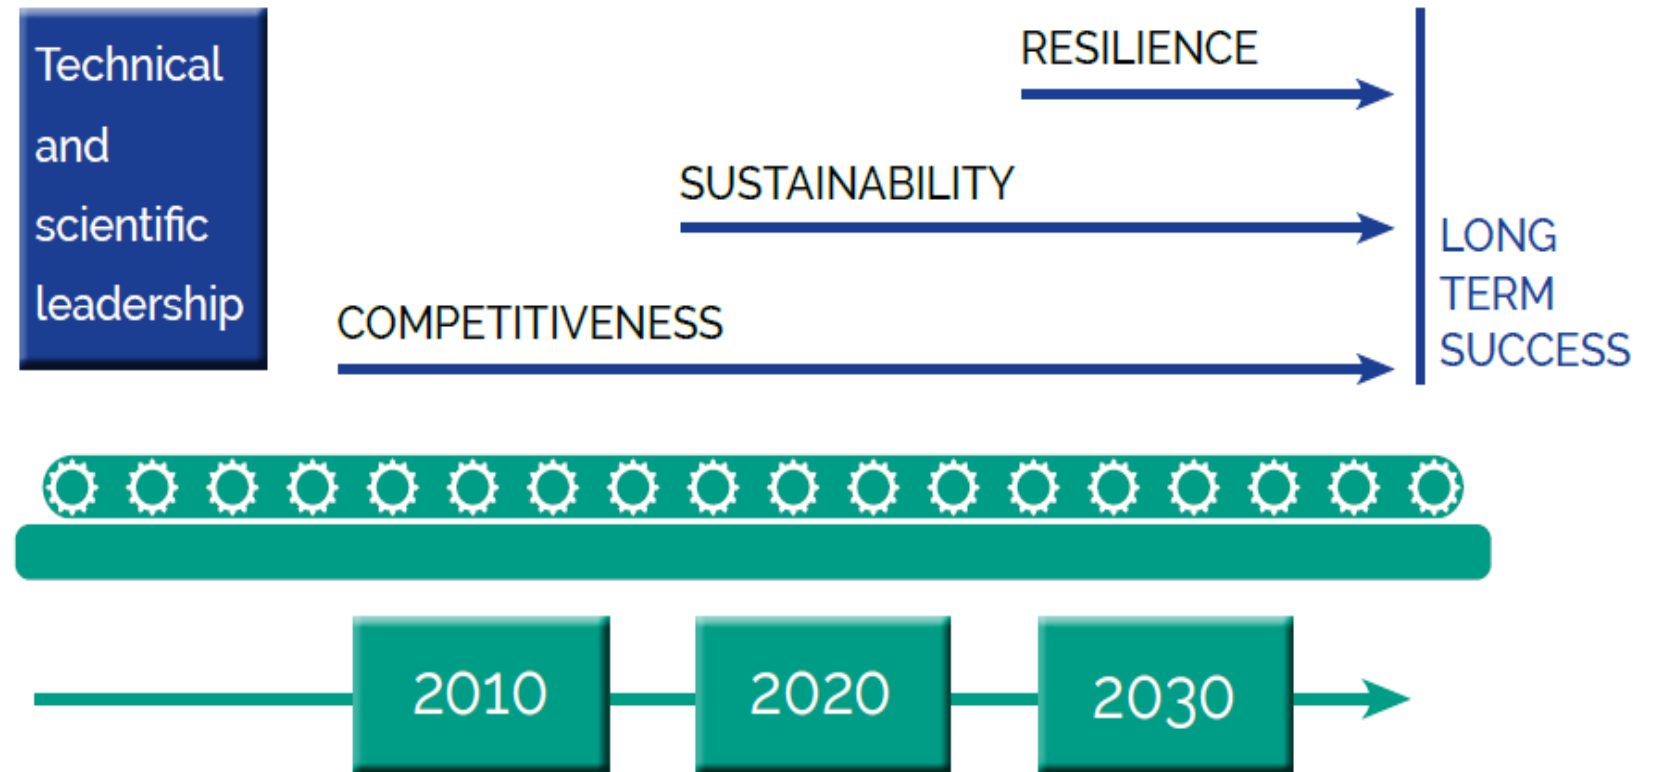 Technical
and
scientific
leadership
RESILIENCE
SUSTAINABILITY
COMPETITIVENESS
LONG
TERM
SUCCESS
2010
2020
2030